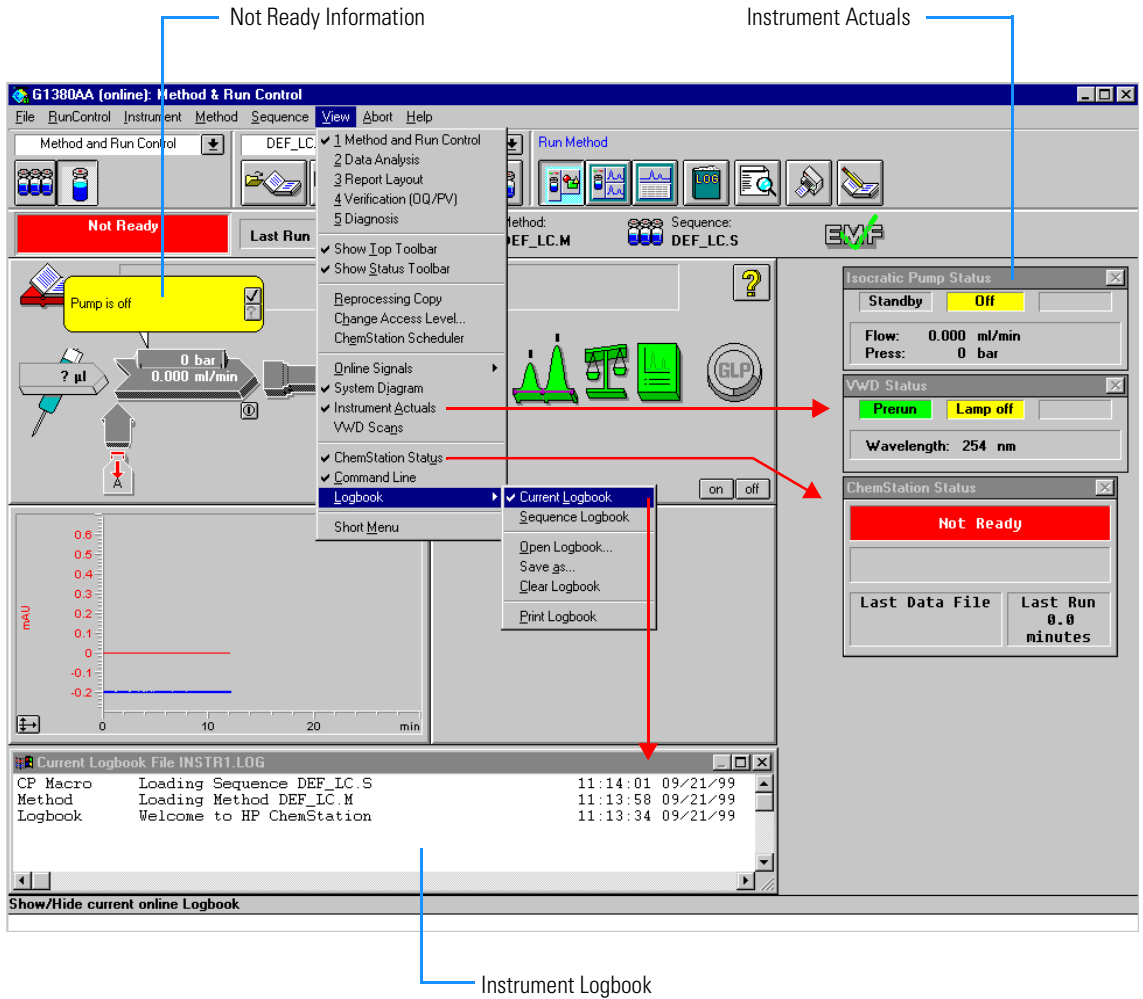 Not Ready Information
Instrument Actuals
G1380AA (online): Method & Run Control
File RunControl Instrument Method Sequence View Abort Help
Method and Run Control
DEF_LC.
Run Method
✔ 1 Method and Run Control
2 Data Analysis
3 Report Layout
4 Verification (OQ/PV)
5 Diagnosis
✔ Show Top Toolbar
✔ Show Status Toolbar
Reprocessing Copy
Change Access Level...
ChemStation Scheduler
Online Signals
✔ System Diagram
✔ Instrument Actuals
VWD Scans
✔ ChemStation Status
✔ Command Line
Logbook
Short Menu
✔ Current Logbook
Sequence Logbook
Open Logbook...
Save as...
Clear Logbook
Print Logbook
LOG
Not Ready
Last Run
Method:
DEF_LC.M
Sequence:
DEF_LC.S
EMF
Pump is off
?
?
? µl
0 bar
0.000 ml/min
A
GLP
on off
Isocratic Pump Status
Standby Off
Flow: 0.000 ml/min
Press: 0 bar
VWD Status
Prerun Lamp off
Wavelength: 254 nm
ChemStation Status
Not Ready
Last Data File
Last Run
0.0
minutes
mAU
0.6
0.5
0.4
0.3
0.2
0.1
0
-0.1
-0.2
0 10 20 min
Current Logbook File INSTR1.LOG
CP Macro Loading Sequence DEF_LC.S 11:14:01 09/21/99
Method Loading Method DEF_LC.M 11:13:58 09/21/99
Logbook Welcome to HP ChemStation 11:13:34 09/21/99
Show/Hide current online Logbook
Instrument Logbook